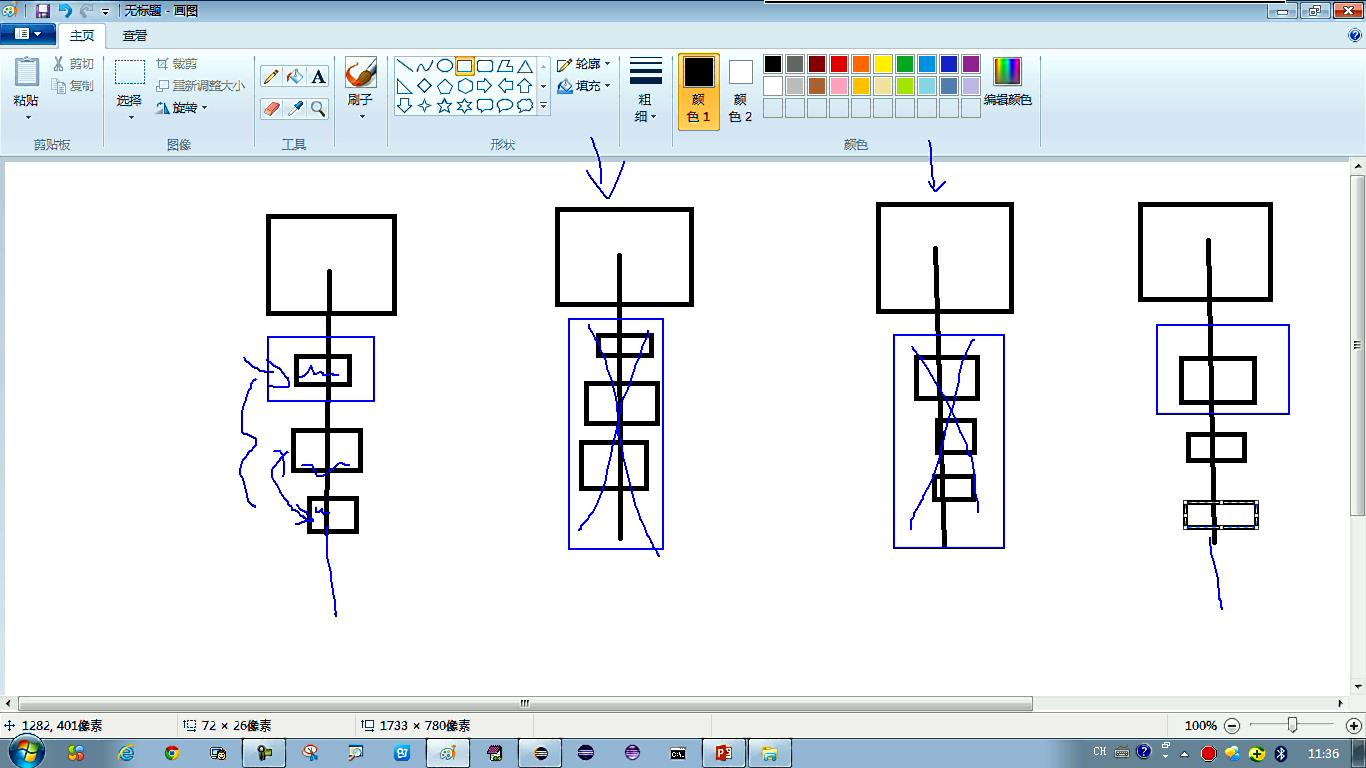 无标题 - 画图
主页
查看
粘贴
剪切
复制
剪贴板
选择
裁剪
重新调整大小
旋转
图像
A
工具
刷子
轮廓
填充
形状
粗
细
颜
色 1
颜
色 2
编辑颜色
颜色
1282, 401像素
72 × 26像素
1733 × 780像素
100%
CH
11:36